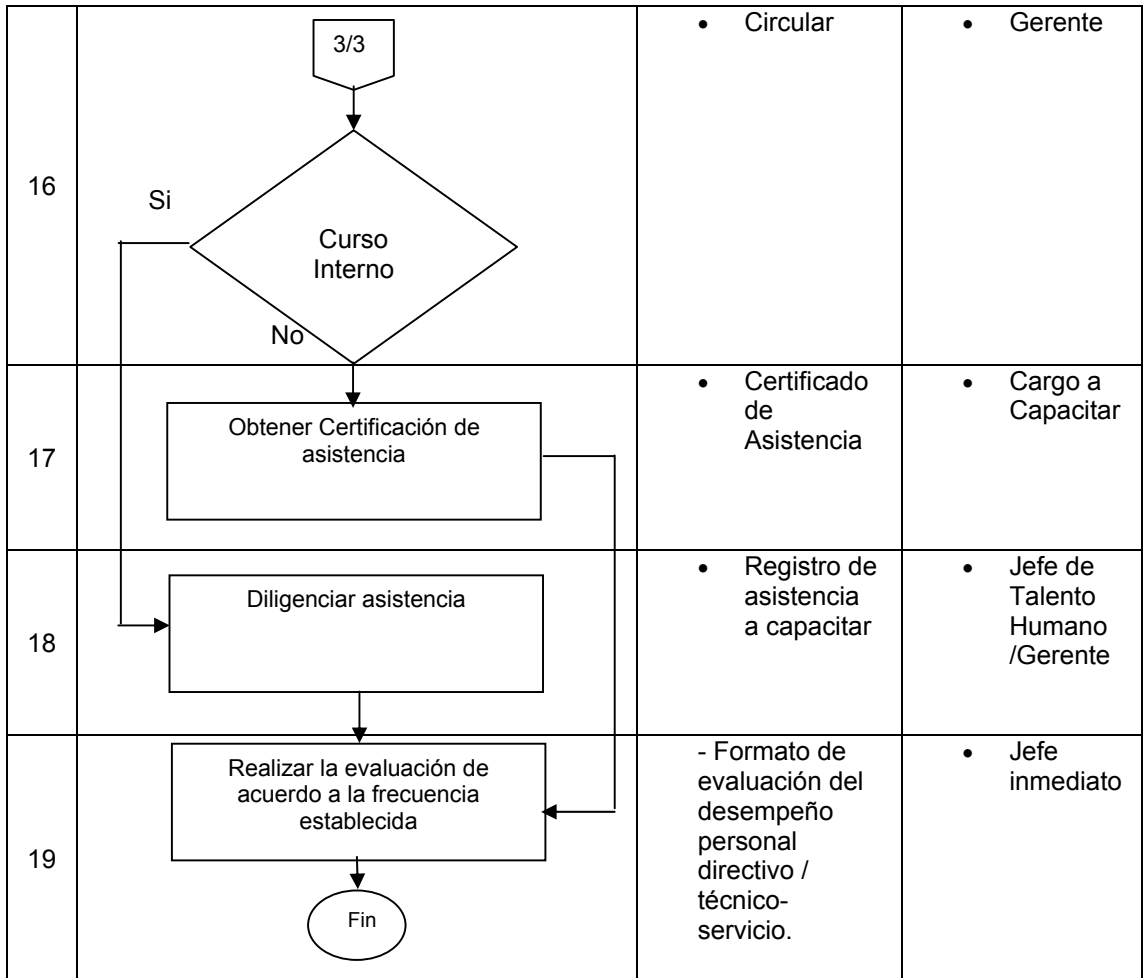 16
3/3
Si
Curso
Interno
No
• Circular
• Gerente
17
Obtener Certificación de
asistencia
• Certificado
de
Asistencia
• Cargo a
Capacitar
18
Diligenciar asistencia
• Registro de
asistencia
a capacitar
• Jefe de
Talento
Humano
/Gerente
19
Realizar la evaluación de
acuerdo a la frecuencia
establecida
Fin
- Formato de
evaluación del
desempeño
personal
directivo /
técnico-
servicio.
• Jefe
inmediato